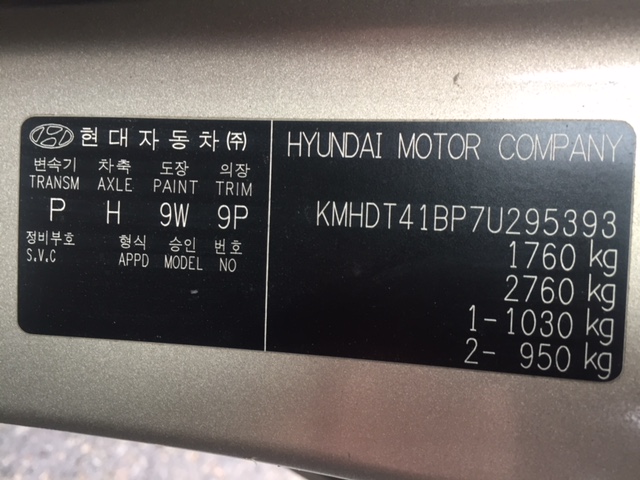 현대자동차㈜
변속기 차축 도장 의장
TRANSM AXLE PAINT TRIM
P H 9W 9P
정비부호 형식 승인 번호
S.V.C APPD MODEL NO
HYUNDAI MOTOR COMPANY
KMHDT41BP7U295393
1760 kg
2760 kg
1- 1030 kg
2- 950 kg